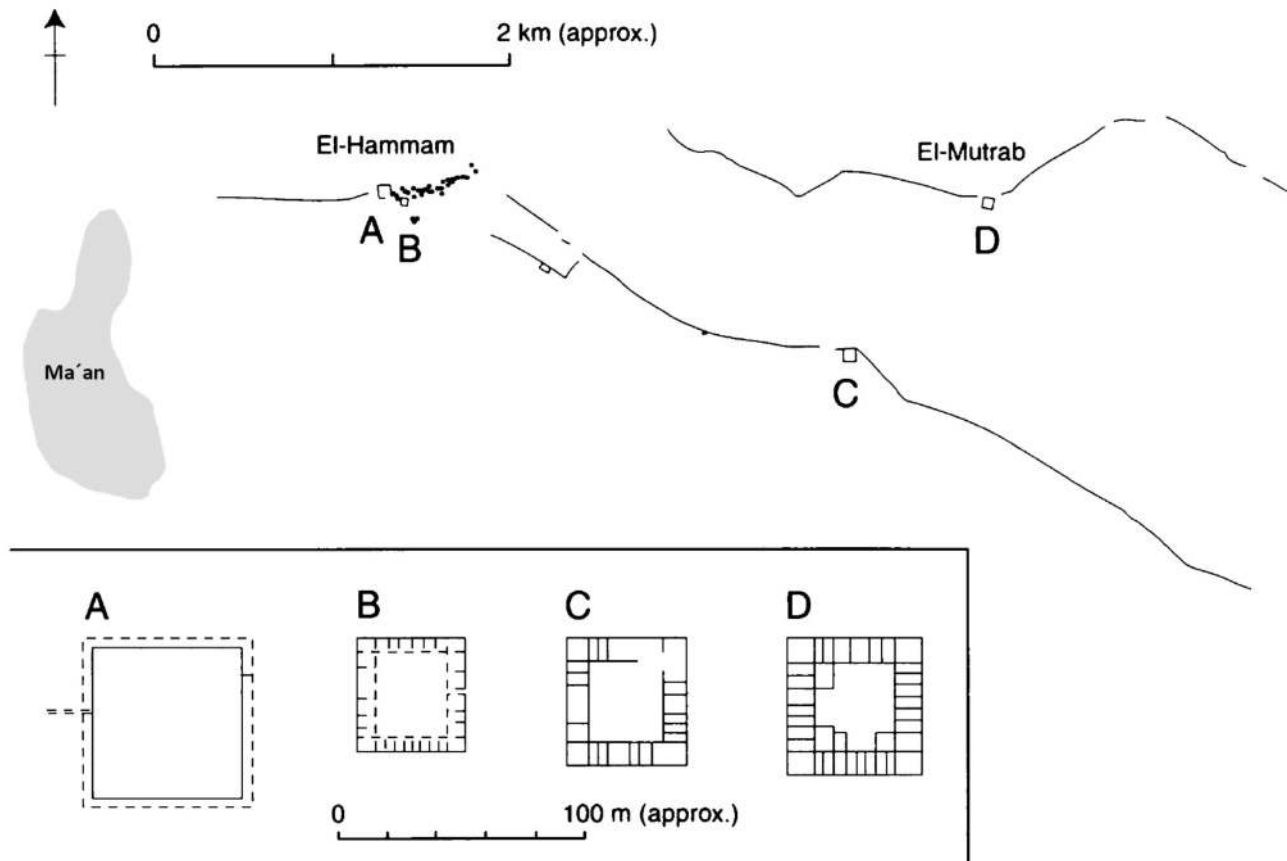 0 2 km (approx.)
El-Hammam
El-Mutrab
A
B
D
Ma´an
C
A B C D
0 100 m (approx.)